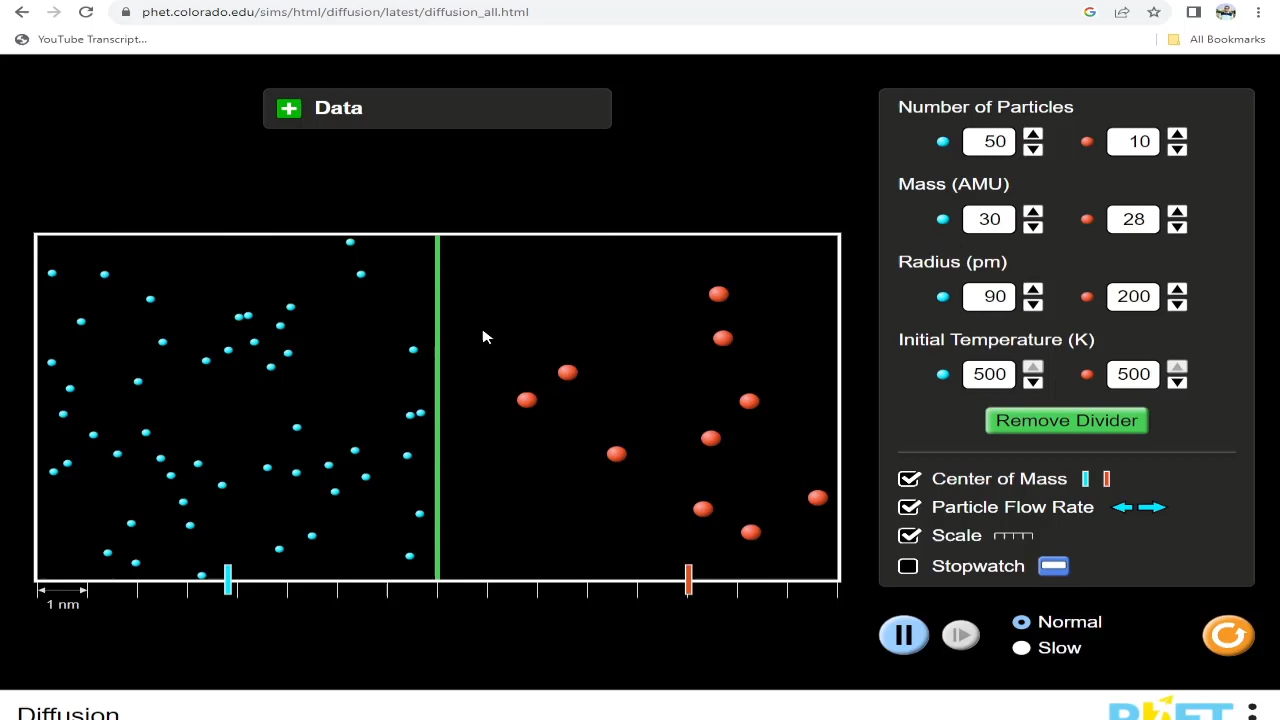 phet.colorado.edu/sims/html/diffusion/latest/diffusion_all.html
YouTube Transcript...
All Bookmarks
Data
Number of Particles
50 10
Mass (AMU)
30 28
Radius (pm)
90 200
Initial Temperature (K)
500 500
Remove Divider
Center of Mass
Particle Flow Rate
Scale
Stopwatch
1 nm
Normal
Slow
Diffusion
PhET